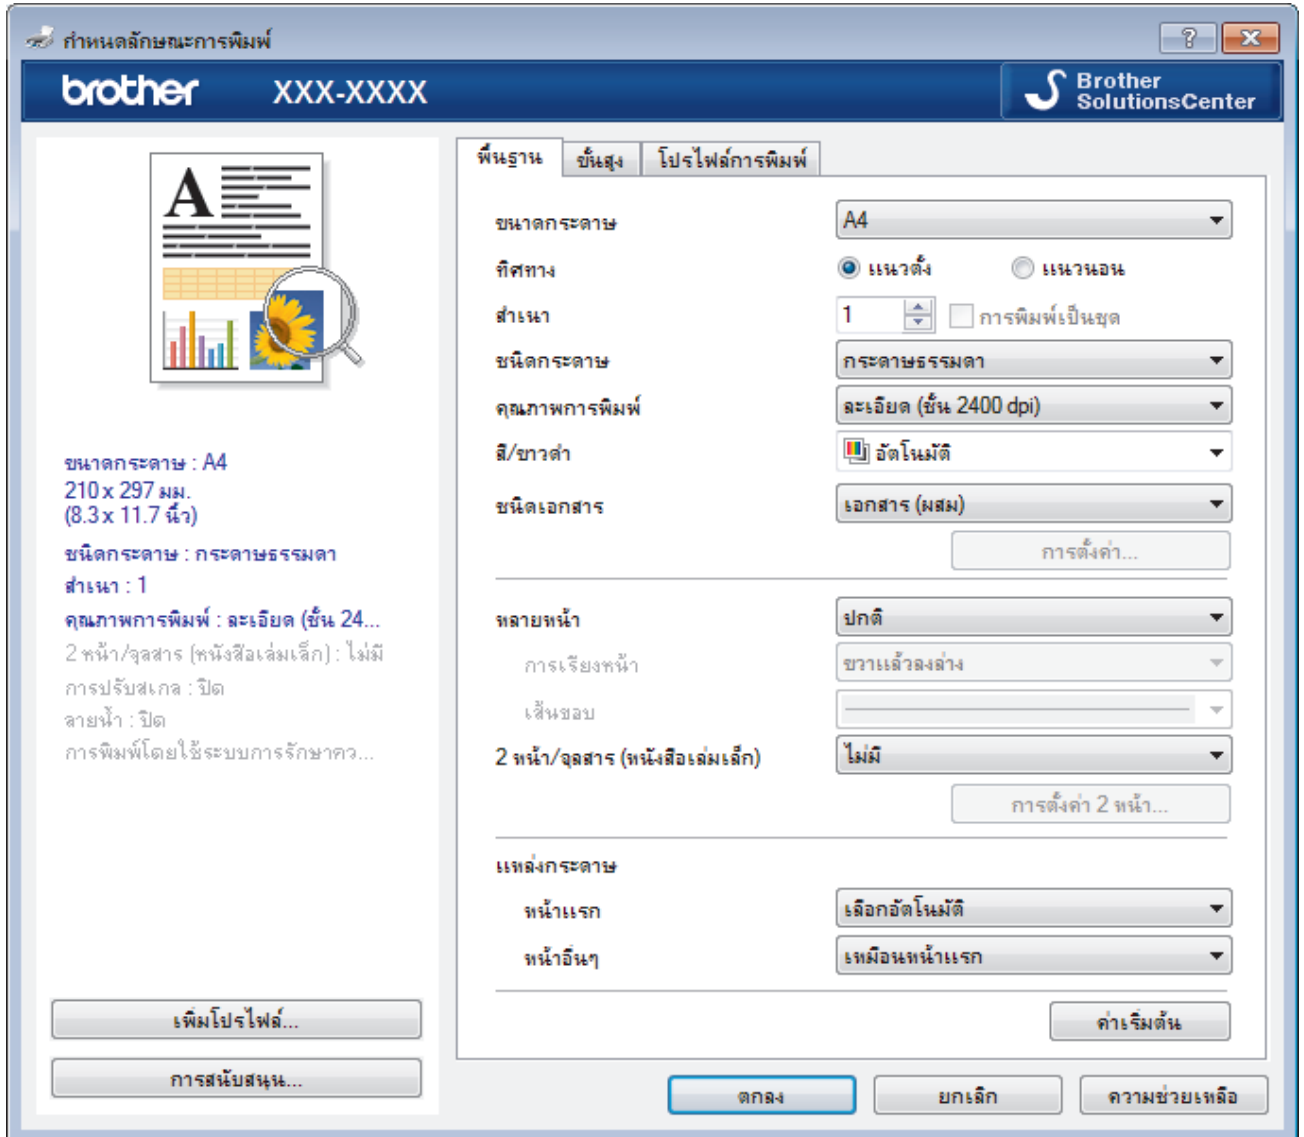 กำหนดลักษณะการพิมพ์
brother XXX-XXXX
Brother
SolutionsCenter
A
ขนาดกระดาษ : A4
210 x 297 มม.
(8.3 x 11.7 นิ้ว)
ชนิดกระดาษ : กระดาษธรรมดา
สำเนา : 1
คุณภาพการพิมพ์ : ละเอียด (ชั้น 24...
2 หน้า/จุลสาร (หนังสือเล่มเล็ก) : ไม่มี
การปรับสเกล : ปิด
ลายน้ำ : ปิด
การพิมพ์โดยใช้ระบบการรักษาคว...
เพิ่มโปรไฟล์...
การสนับสนุน...
พื้นฐาน ขั้นสูง โปรไฟล์การพิมพ์
ขนาดกระดาษ A4
ทิศทาง แนวตั้ง แนวนอน
สำเนา 1 การพิมพ์เป็นชุด
ชนิดกระดาษ กระดาษธรรมดา
คุณภาพการพิมพ์ ละเอียด (ชั้น 2400 dpi)
สี/ขาวดำ อัตโนมัติ
ชนิดเอกสาร เอกสาร (ผสม)
การตั้งค่า...
หลายหน้า ปกติ
การเรียงหน้า ขวาแล้วลงล่าง
เส้นขอบ
2 หน้า/จุลสาร (หนังสือเล่มเล็ก) ไม่มี
การตั้งค่า 2 หน้า...
แหล่งกระดาษ
หน้าแรก เลือกอัตโนมัติ
หน้าอื่นๆ เหมือนหน้าแรก
ค่าเริ่มต้น
ตกลง ยกเลิก ความช่วยเหลือ